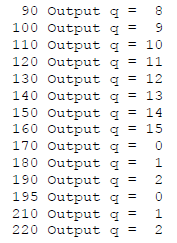 90 Output q =  8
100 Output q =  9
110 Output q = 10
120 Output q = 11
130 Output q = 12
140 Output q = 13
150 Output q = 14
160 Output q = 15
170 Output q =  0
180 Output q =  1
190 Output q =  2
195 Output q =  0
210 Output q =  1
220 Output q =  2